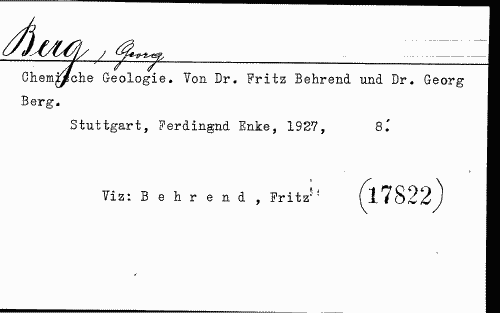 Berg, Georg
Chemische Geologie. Von Dr. Fritz Behrend und Dr. Georg
Berg.
Stuttgart, Ferdingnd Enke, 1927, 8°.
Viz: B e h r e n d , Fritz
(17822)